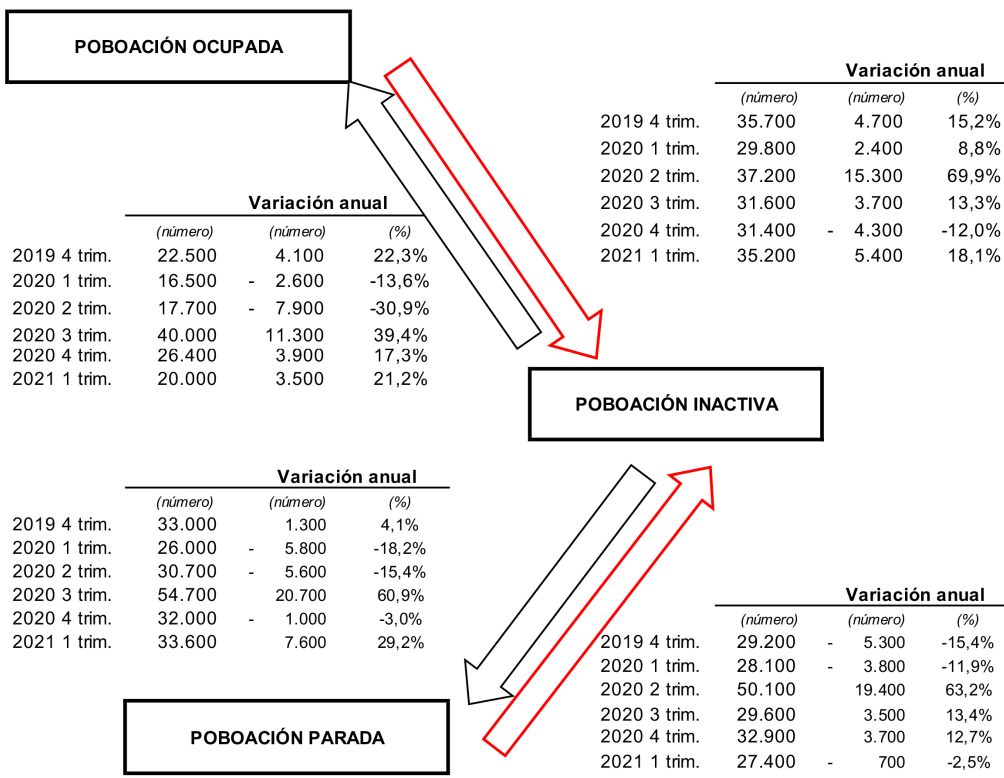 POBOACIÓN OCUPADA
Variación anual
(número) (número) (%)
2019 4 trim. 35.700 4.700 15,2%
2020 1 trim. 29.800 2.400 8,8%
2020 2 trim. 37.200 15.300 69,9%
2020 3 trim. 31.600 3.700 13,3%
2020 4 trim. 31.400 - 4.300 -12,0%
2021 1 trim. 35.200 5.400 18,1%
Variación anual
(número) (número) (%)
2019 4 trim. 22.500 4.100 22,3%
2020 1 trim. 16.500 - 2.600 -13,6%
2020 2 trim. 17.700 - 7.900 -30,9%
2020 3 trim. 40.000 11.300 39,4%
2020 4 trim. 26.400 3.900 17,3%
2021 1 trim. 20.000 3.500 21,2%
POBOACIÓN INACTIVA
Variación anual
(número) (número) (%)
2019 4 trim. 33.000 1.300 4,1%
2020 1 trim. 26.000 - 5.800 -18,2%
2020 2 trim. 30.700 - 5.600 -15,4%
2020 3 trim. 54.700 20.700 60,9%
2020 4 trim. 32.000 - 1.000 -3,0%
2021 1 trim. 33.600 7.600 29,2%
Variación anual
(número) (número) (%)
2019 4 trim. 29.200 - 5.300 -15,4%
2020 1 trim. 28.100 - 3.800 -11,9%
2020 2 trim. 50.100 19.400 63,2%
2020 3 trim. 29.600 3.500 13,4%
2020 4 trim. 32.900 3.700 12,7%
2021 1 trim. 27.400 - 700 -2,5%
POBOACIÓN PARADA